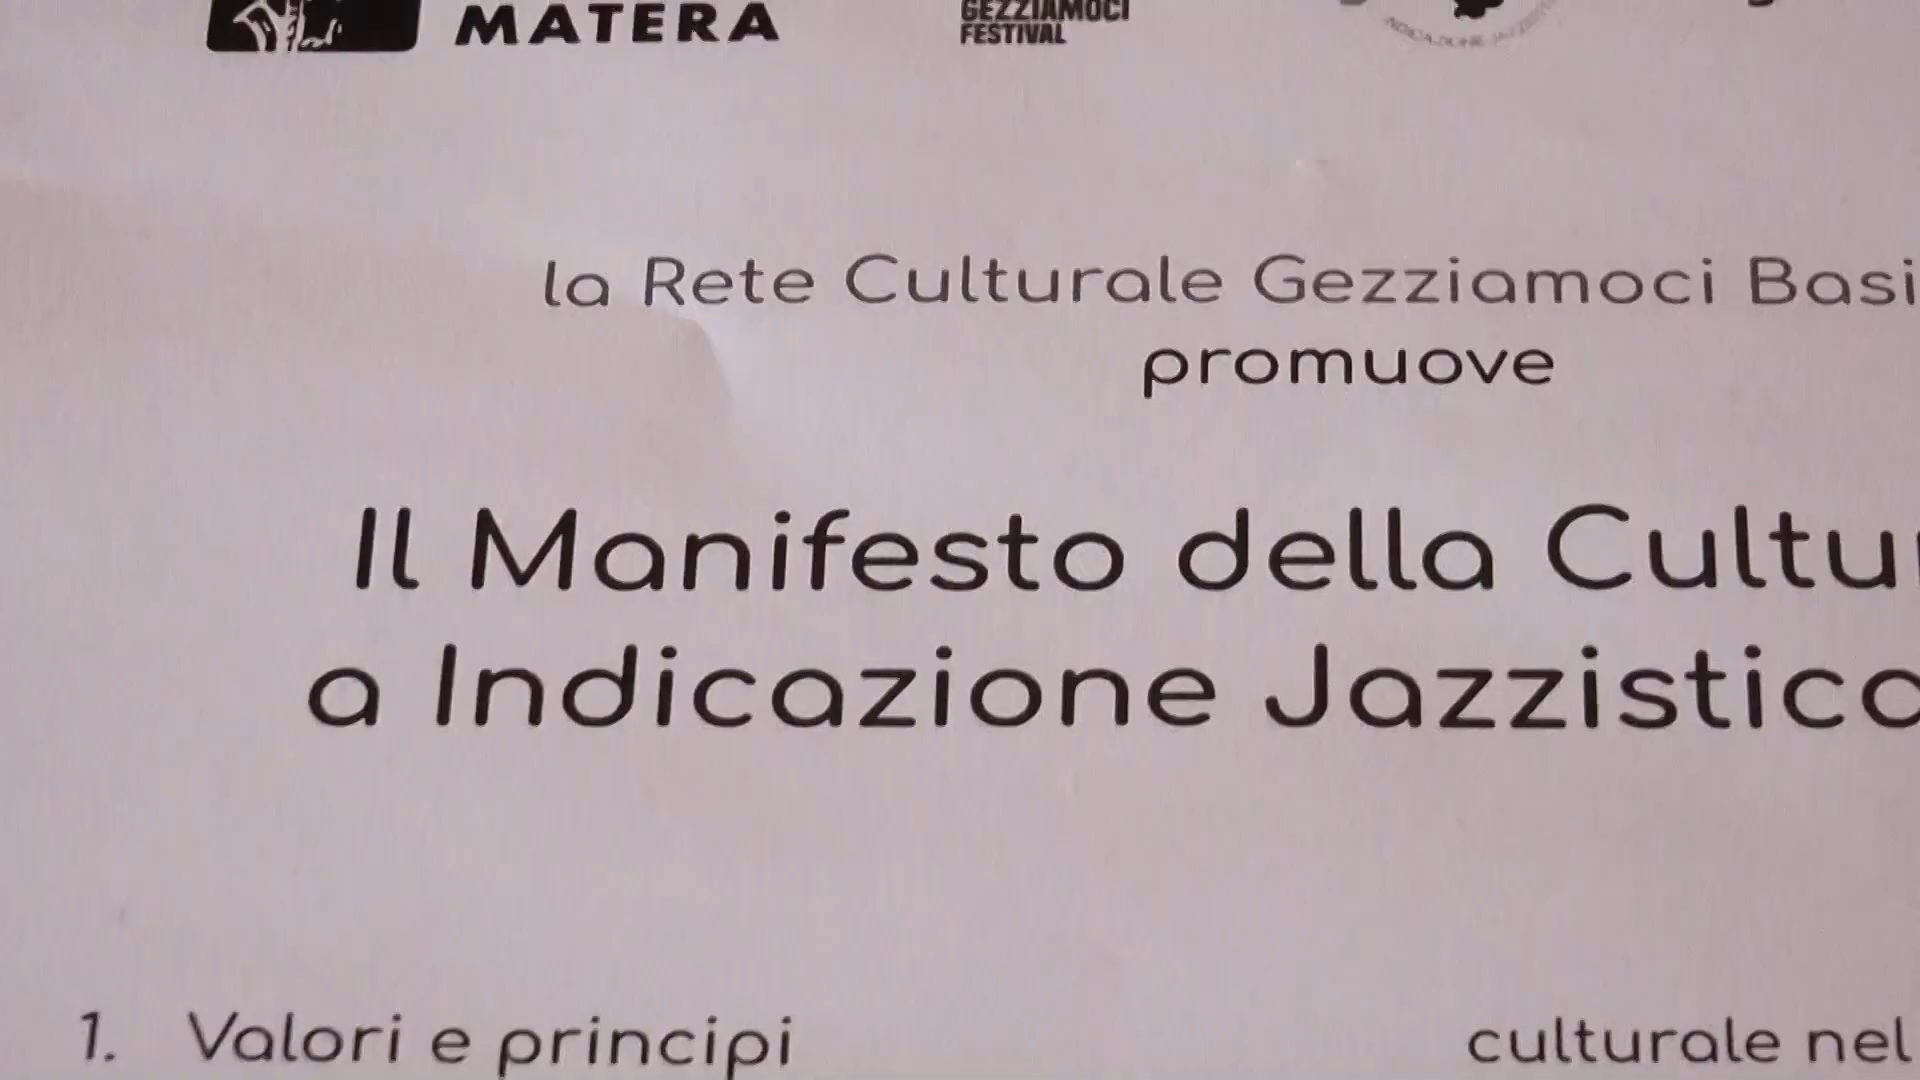 MATERA
GEZZIAMOCI
FESTIVAL
la Rete Culturale Gezziamoci Basi
promuove
Il Manifesto della Cultu
a Indicazione Jazzistica
1. Valori e principi
culturale nel